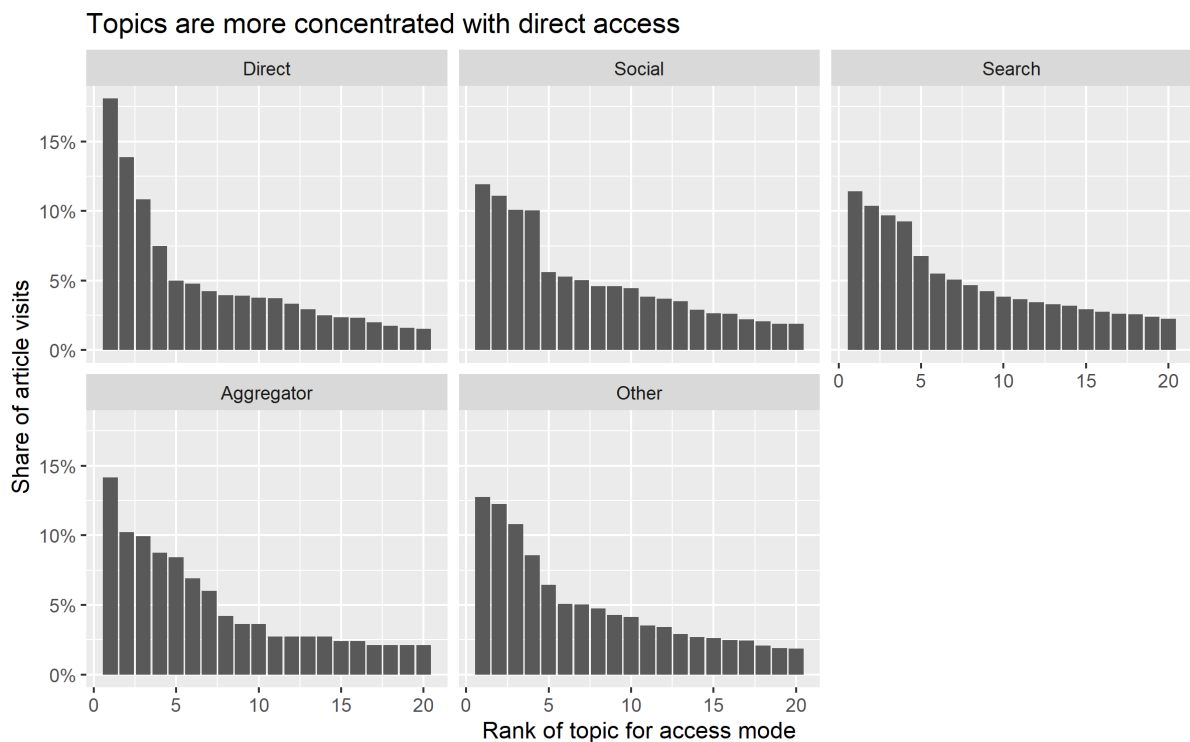 Topics are more concentrated with direct access
Direct
Social
Search
15%
10%
5%
0%
0 5 10 15 20
Aggregator
Other
15%
10%
5%
0%
0 5 10 15 20
0 5 10 15 20
Share of article visits
Rank of topic for access mode